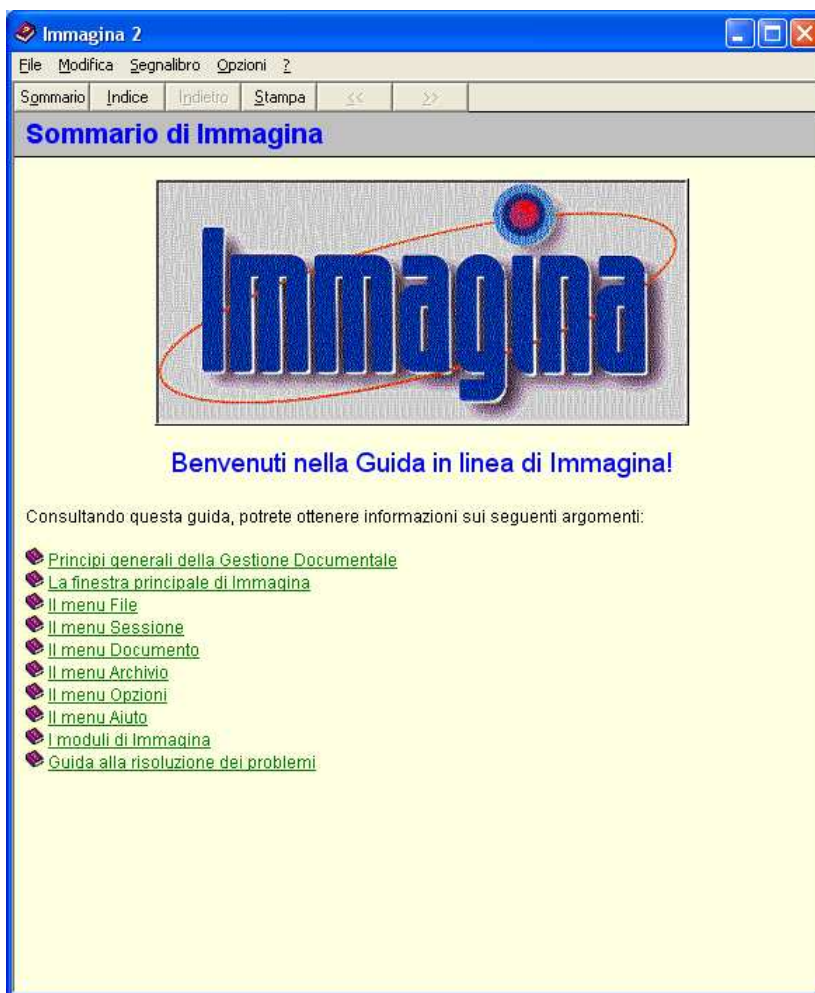 Immagina 2
File Modifica Segnalibro Opzioni ?
Sommario Indice Indietro Stampa << >>
Sommario di Immagina
Immagina
Benvenuti nella Guida in linea di Immagina!
Consultando questa guida, potrete ottenere informazioni sui seguenti argomenti:
Principi generali della Gestione Documentale
La finestra principale di Immagina
Il menu File
Il menu Sessione
Il menu Documento
Il menu Archivio
Il menu Opzioni
Il menu Aiuto
I moduli di Immagina
Guida alla risoluzione dei problemi